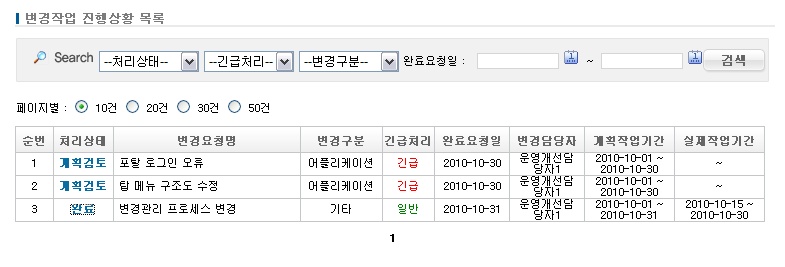 변경작업 진행상황 목록
Search --처리상태-- --긴급처리-- --변경구분-- 완료요청일 : ~ 검색
페이지별 : 10건 20건 30건 50건
순번 처리상태 변경요청명 변경구분 긴급처리 완료요청일 변경담당자 계획작업기간 실제작업기간
1 계획검토 포탈 로그인 오류 어플리케이션 긴급 2010-10-30 운영개선담당자1 2010-10-01 ~ 2010-10-30 ~
2 계획검토 탑 메뉴 구조도 수정 어플리케이션 긴급 2010-10-30 운영개선담당자1 2010-10-01 ~ 2010-10-30 ~
3 완료 변경관리 프로세스 변경 기타 일반 2010-10-31 운영개선담당자1 2010-10-01 ~ 2010-10-31 2010-10-15 ~ 2010-10-30
1